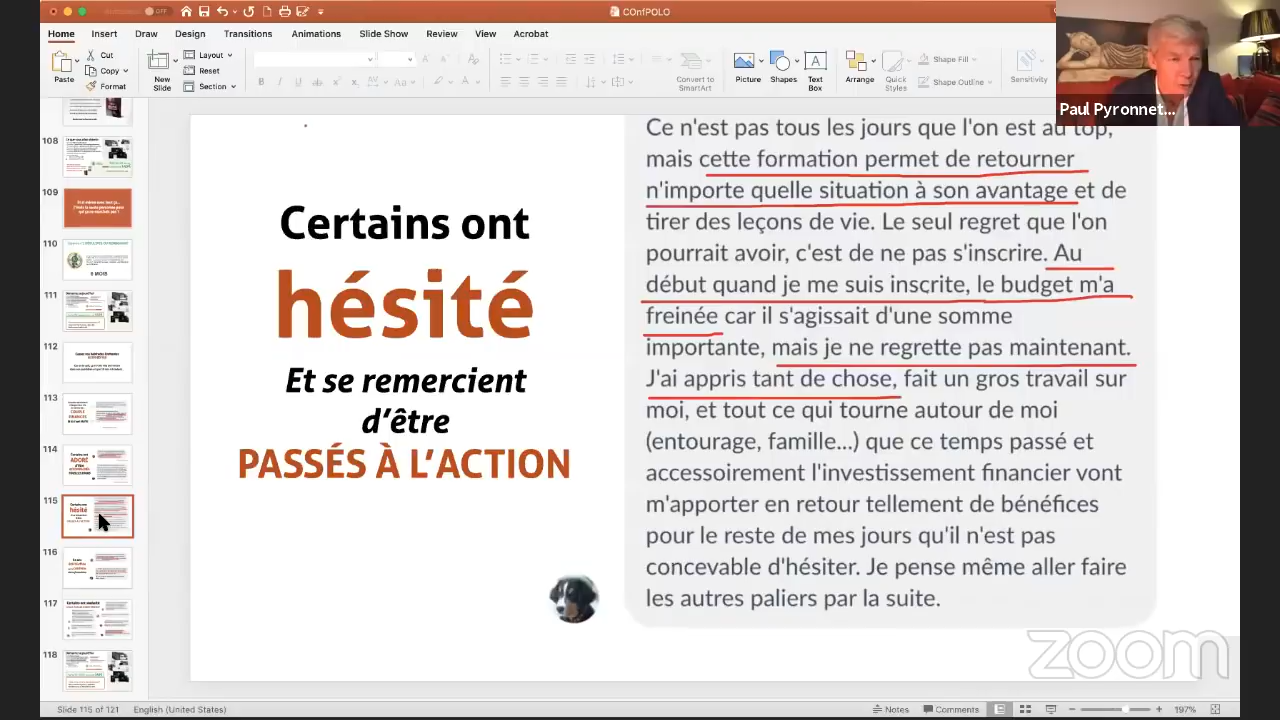 COnfPOLO
OFF
Home Insert Draw Design Transitions Animations Slide Show Review View Acrobat
Paste
Cut
Copy
Format
New Slide
Layout
Reset
Section
Convert to SmartArt
Picture
Shapes
Text Box
Arrange
Quick Styles
Shape Fill
Shape Outline
Sensitivity
Paul Pyronnet...
108
109
110
9 MOIS
111
112
113
114
115
116
117
118
Certains ont
hésité
Et se remercient
d'être
PASSÉS À L'ACTION
Ce n'est pas tous les jours que l'on est au top,
mais cette formation permet de retourner
n'importe quelle situation à son avantage et de
tirer des leçons de vie. Le seul regret que l'on
pourrait avoir, c'est de ne pas s'inscrire. Au
début quand je me suis inscrite, le budget m'a
freinée car il s'agissait d'une somme
importante, mais je ne regrette pas maintenant.
J'ai appris tant de chose, fait un gros travail sur
moi, et tout ce qui tourne autour de moi
(entourage, famille...) que ce temps passé et
accessoirement l'investissement financier vont
m'apporter en retour tellement de bénéfices
pour le reste de mes jours qu'il n'est pas
concevable d'hésiter. Je pense même aller faire
les autres paliers par la suite.
zoom
Slide 115 of 121 English (United States) Notes Comments 197%